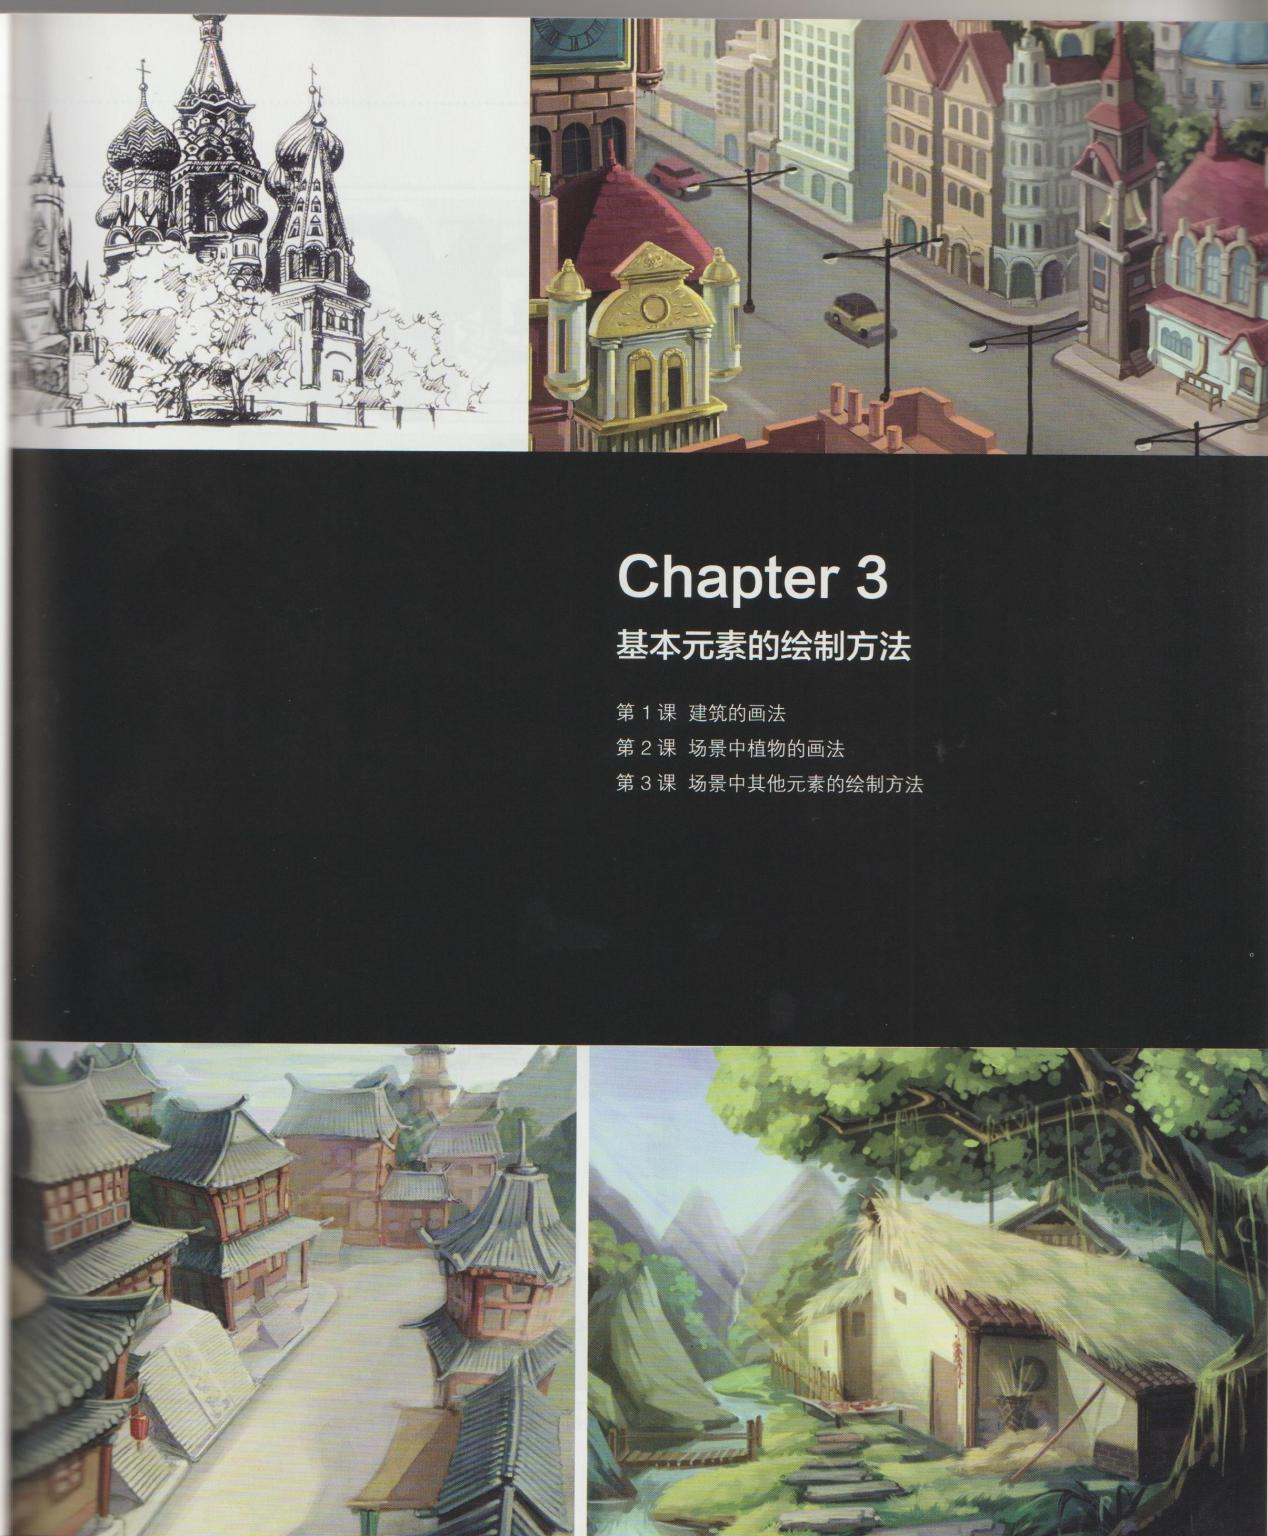 Chapter 3
基本元素的绘制方法
第 1 课 建筑的画法
第 2 课 场景中植物的画法
第 3 课 场景中其他元素的绘制方法